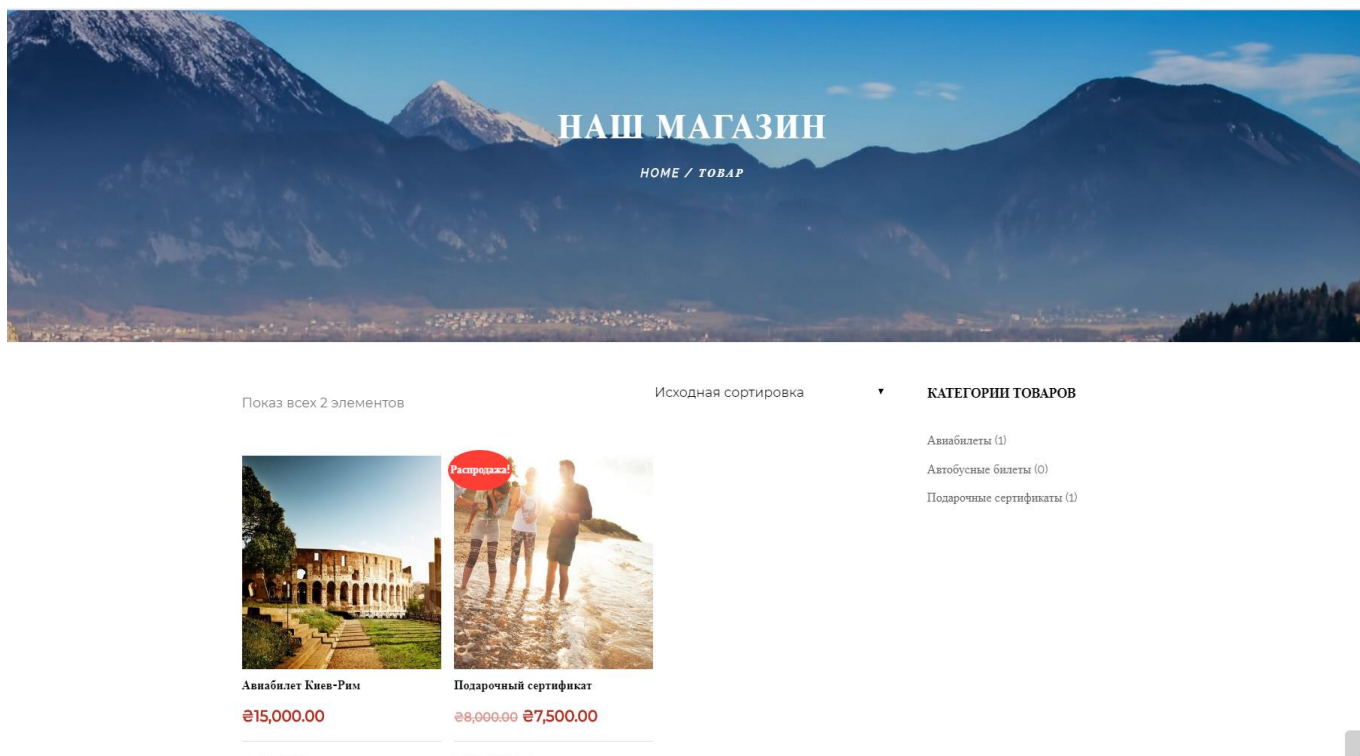 НАШ МАГАЗИН
HOME / ТОВАР
Показ всех 2 элементов
Исходная сортировка
КАТЕГОРИИ ТОВАРОВ
Авиабилеты (1)
Автобусные билеты (0)
Подарочные сертификаты (1)
Распродажа!
Авиабилет Киев-Рим
₴15,000.00
Подарочный сертификат
₴8,000.00 ₴7,500.00